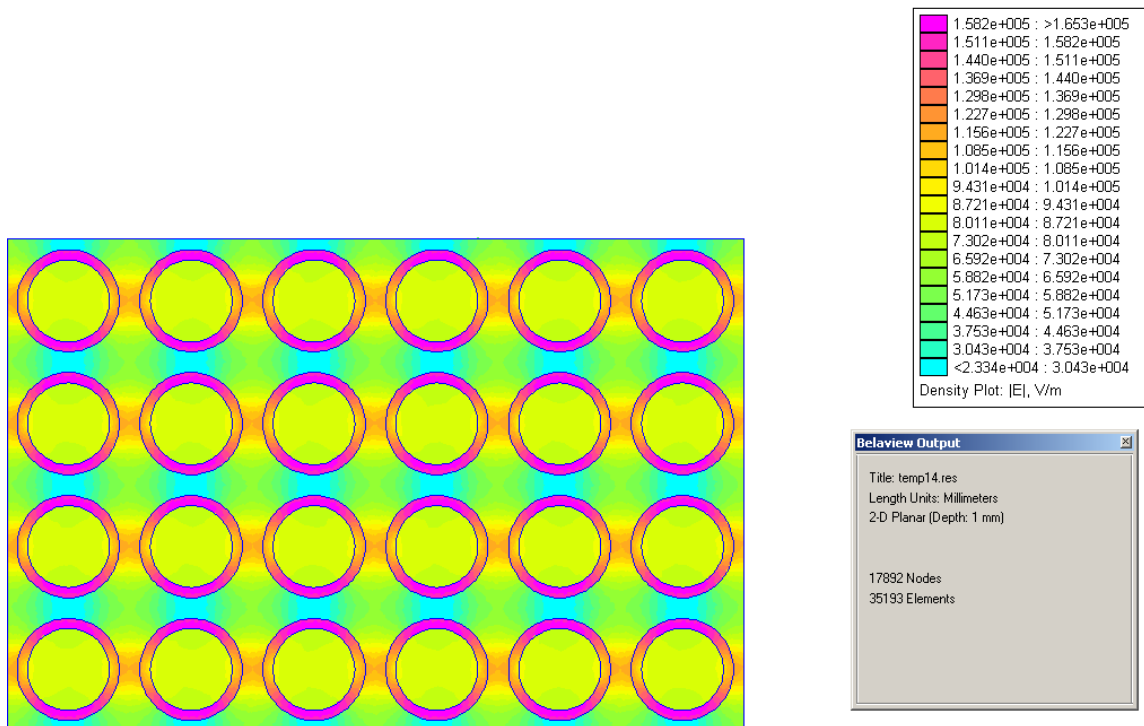 1.582e+005 : >1.653e+005
1.511e+005 : 1.582e+005
1.440e+005 : 1.511e+005
1.369e+005 : 1.440e+005
1.298e+005 : 1.369e+005
1.227e+005 : 1.298e+005
1.156e+005 : 1.227e+005
1.085e+005 : 1.156e+005
1.014e+005 : 1.085e+005
9.431e+004 : 1.014e+005
8.721e+004 : 9.431e+004
8.011e+004 : 8.721e+004
7.302e+004 : 8.011e+004
6.592e+004 : 7.302e+004
5.882e+004 : 6.592e+004
5.173e+004 : 5.882e+004
4.463e+004 : 5.173e+004
3.753e+004 : 4.463e+004
3.043e+004 : 3.753e+004
<2.334e+004 : 3.043e+004
Density Plot: |E|, V/m
Belaview Output
Title: temp14.res
Length Units: Millimeters
2-D Planar (Depth: 1 mm)
17892 Nodes
35193 Elements